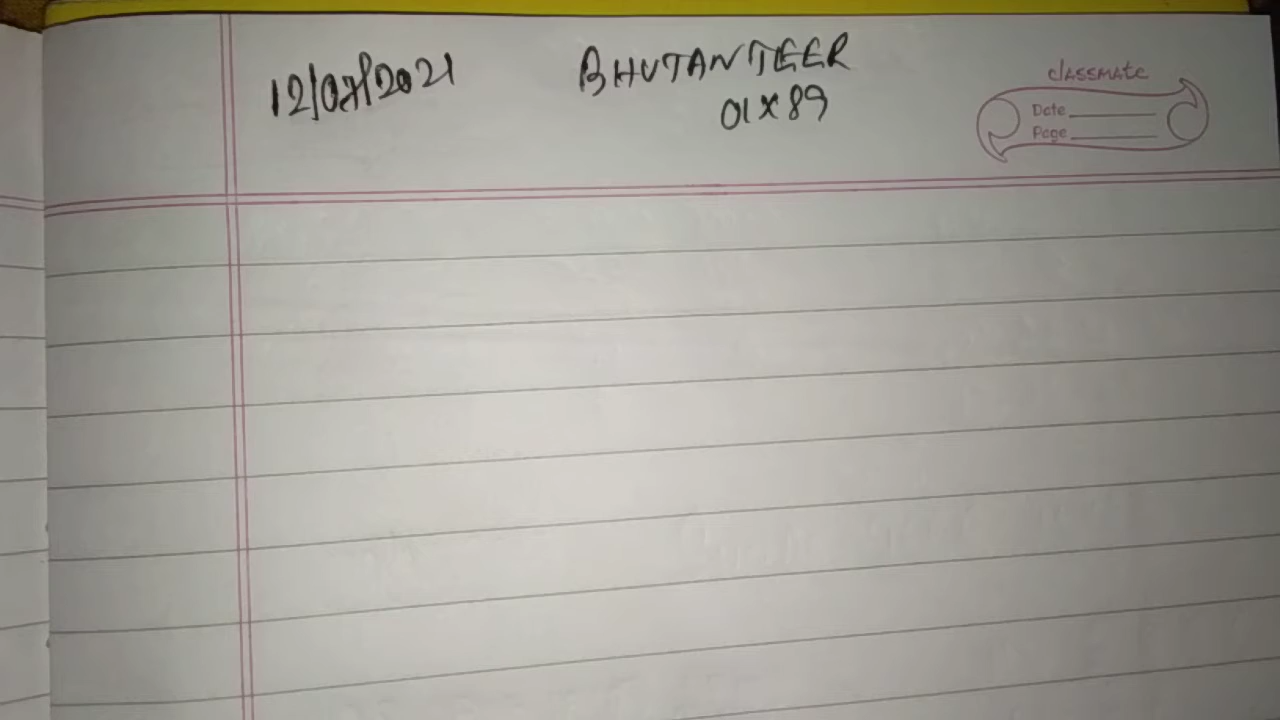 12/07/2021
BHUTANTEER
01 x 89
classmate
Date
Page